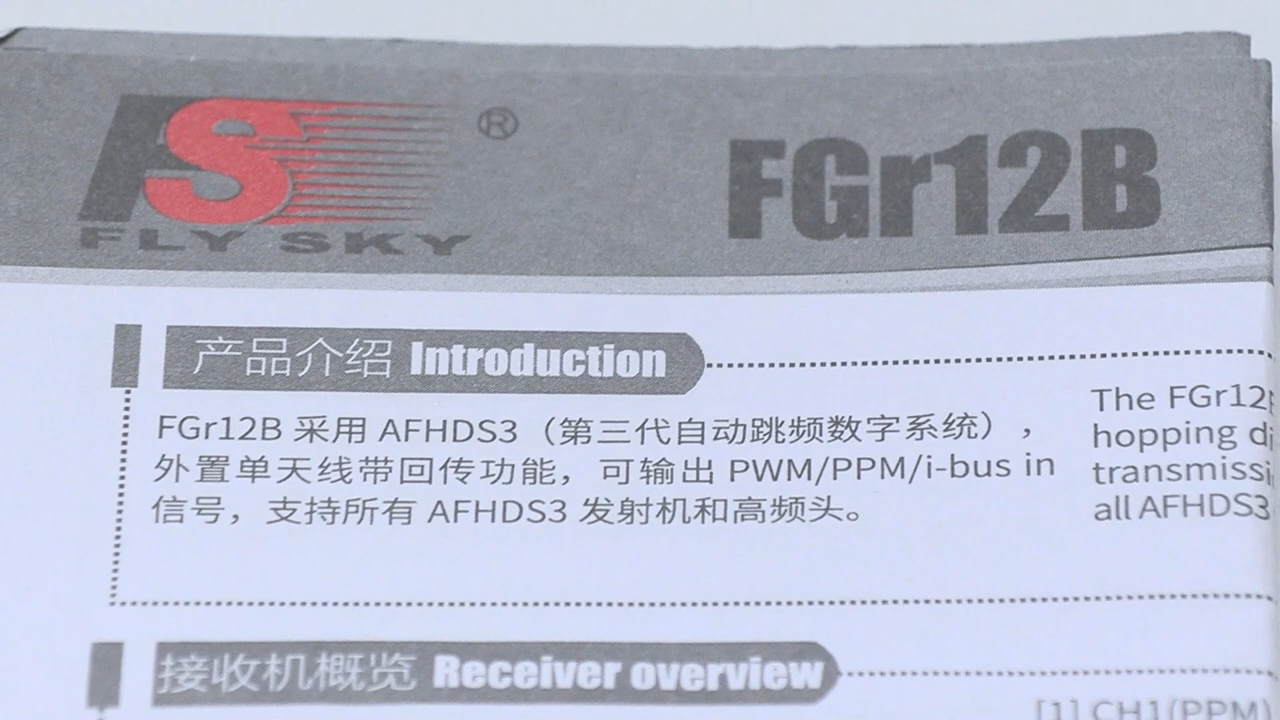 FS®
FLY SKY
FGr12B
产品介绍 Introduction
FGr12B 采用 AFHDS3（第三代自动跳频数字系统），
外置单天线带回传功能，可输出 PWM/PPM/i-bus in
信号，支持所有 AFHDS3 发射机和高频头。
The FGr12
hopping
transmissi
all AFHDS3
接收机概览 Receiver overview
[1] CH1(PPM)